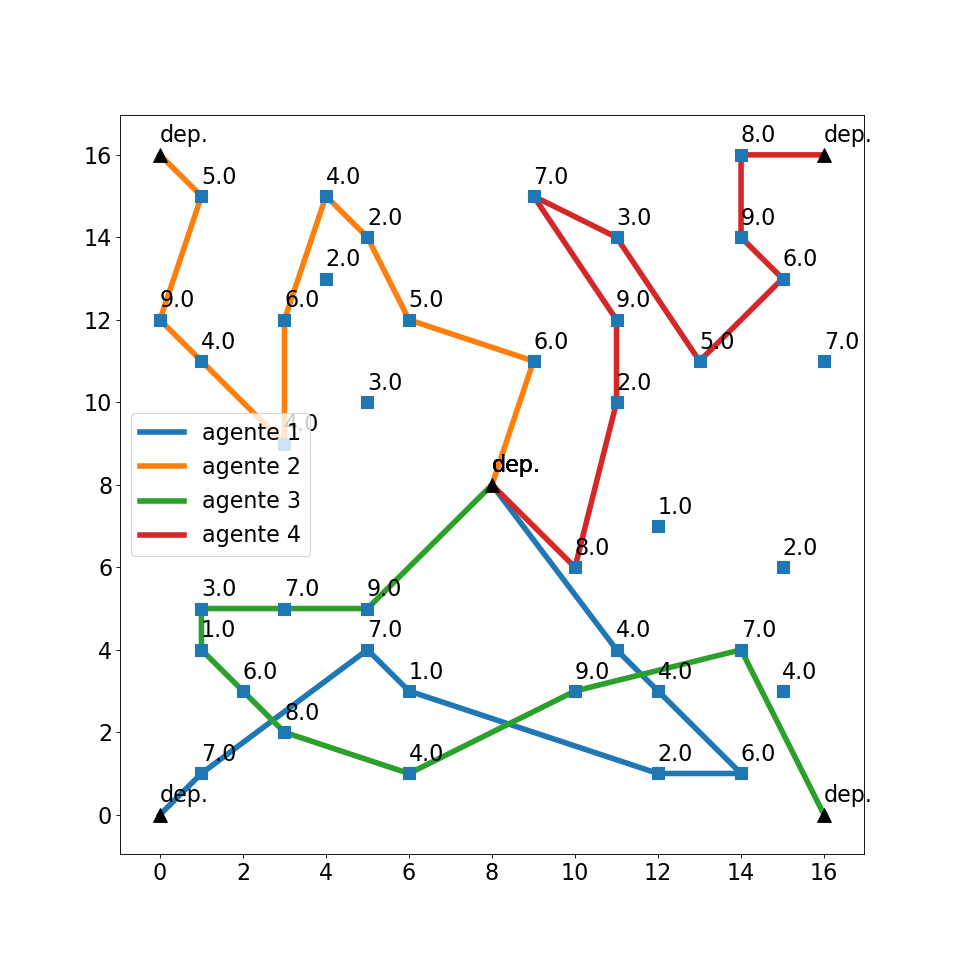 dep. 8.0 dep.
16
5.0 4.0 7.0
2.0 3.0 9.0
14
2.0 6.0
9.0 6.0 5.0 9.0
12
4.0 6.0 5.0 7.0
3.0 2.0
10
4.0
agente 1
agente 2
agente 3
agente 4
dep.
8
1.0
8.0 2.0
6
3.0 7.0 9.0
1.0 7.0 4.0 7.0
4
6.0 1.0 9.0 4.0 4.0
8.0
2
7.0 4.0 2.0 6.0
dep. dep.
0
0 2 4 6 8 10 12 14 16